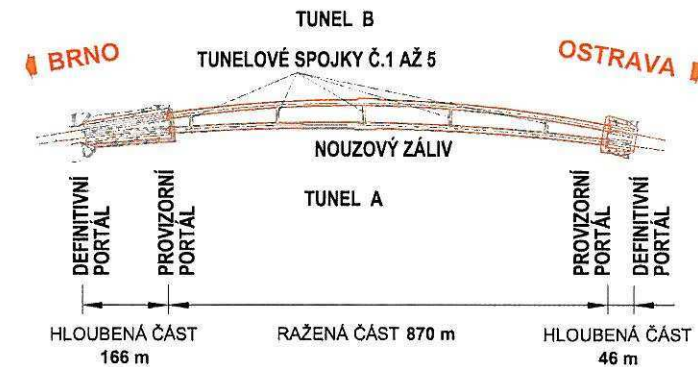 TUNEL B
BRNO
OSTRAVA
TUNELOVÉ SPOJKY Č.1 AŽ 5
NOUZOVÝ ZÁLIV
TUNEL A
DEFINITIVNÍ
PORTÁL
PROVIZORNÍ
PORTÁL
PROVIZORNÍ
PORTÁL
DEFINITIVNÍ
PORTÁL
HLOUBENÁ ČÁST
166 m
RAŽENÁ ČÁST 870 m
HLOUBENÁ ČÁST
46 m